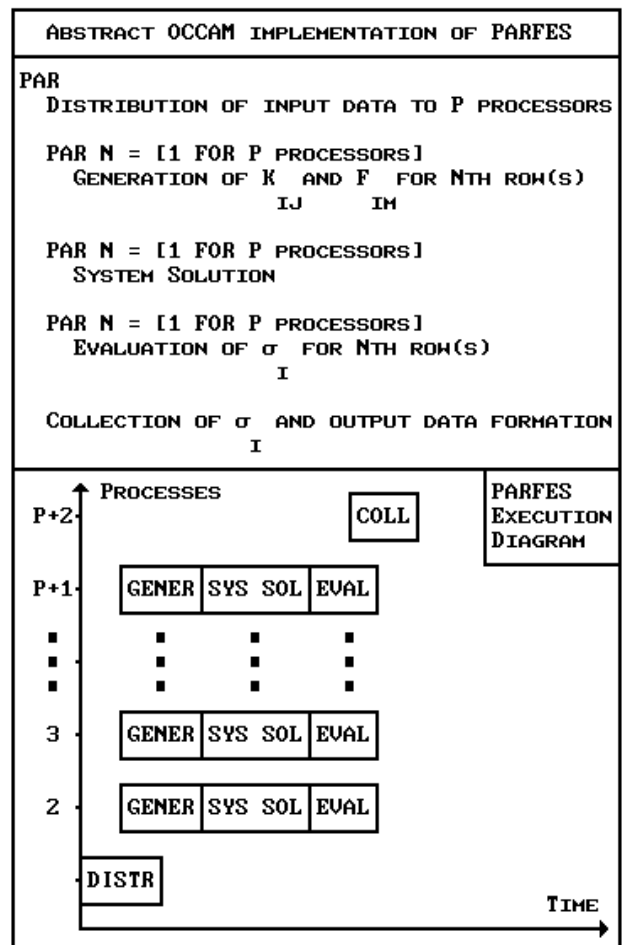 ABSTRACT OCCAM IMPLEMENTATION OF PARFES
PAR
DISTRIBUTION OF INPUT DATA TO P PROCESSORS
PAR N = [1 FOR P PROCESSORS]
GENERATION OF K AND F FOR NTH ROW(S)
IJ IM
PAR N = [1 FOR P PROCESSORS]
SYSTEM SOLUTION
PAR N = [1 FOR P PROCESSORS]
EVALUATION OF σ FOR NTH ROW(S)
I
COLLECTION OF σ AND OUTPUT DATA FORMATION
I
PROCESSES
PARFES
EXECUTION
DIAGRAM
P+2
COLL
P+1 GENER SYS SOL EVAL
3 GENER SYS SOL EVAL
2 GENER SYS SOL EVAL
DISTR
TIME